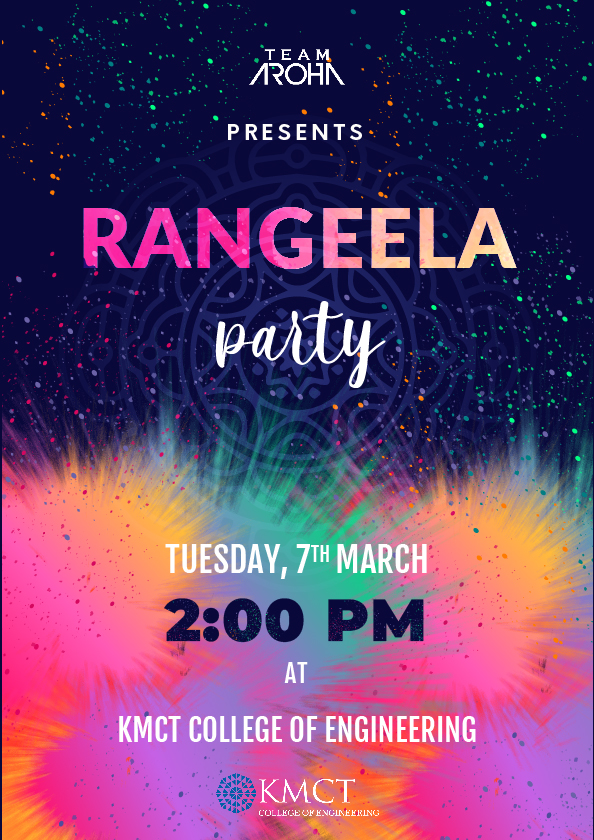 TEAM
AROHA
PRESENTS
RANGEELA
party
TUESDAY, 7TH MARCH
2:00 PM
AT
KMCT COLLEGE OF ENGINEERING
KMCT
COLLEGE OF ENGINEERING